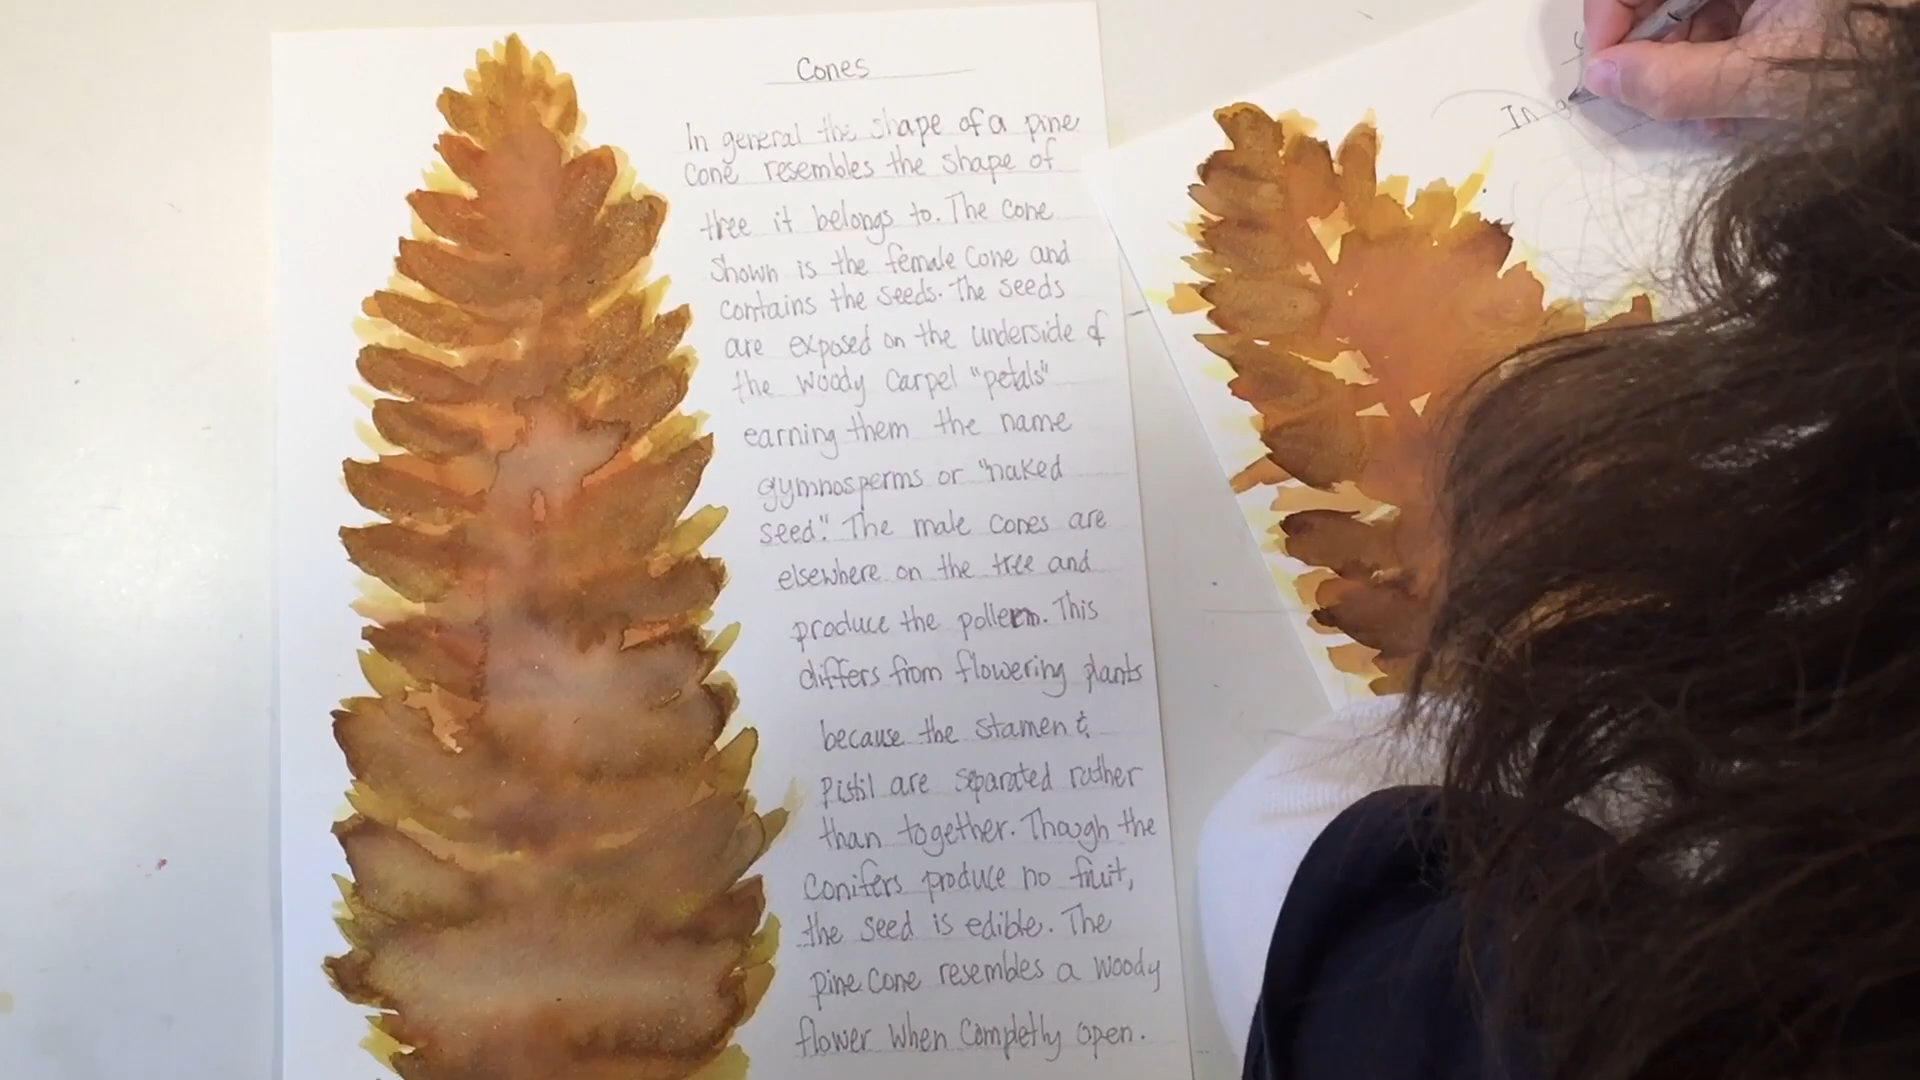 Cones
In general the shape of a pine
cone resembles the shape of
tree it belongs to. The cone
shown is the female cone and
contains the seeds. The seeds
are exposed on the underside of
the woody carpel "petals"
earning them the name
gymnosperms or "naked
seed". The male cones are
elsewhere on the tree and
produce the pollen. This
differs from flowering plants
because the stamen &
Pistil are separated rather
than together. Though the
conifers produce no fruit,
the seed is edible. The
pine cone resembles a woody
flower when completly open.
In g